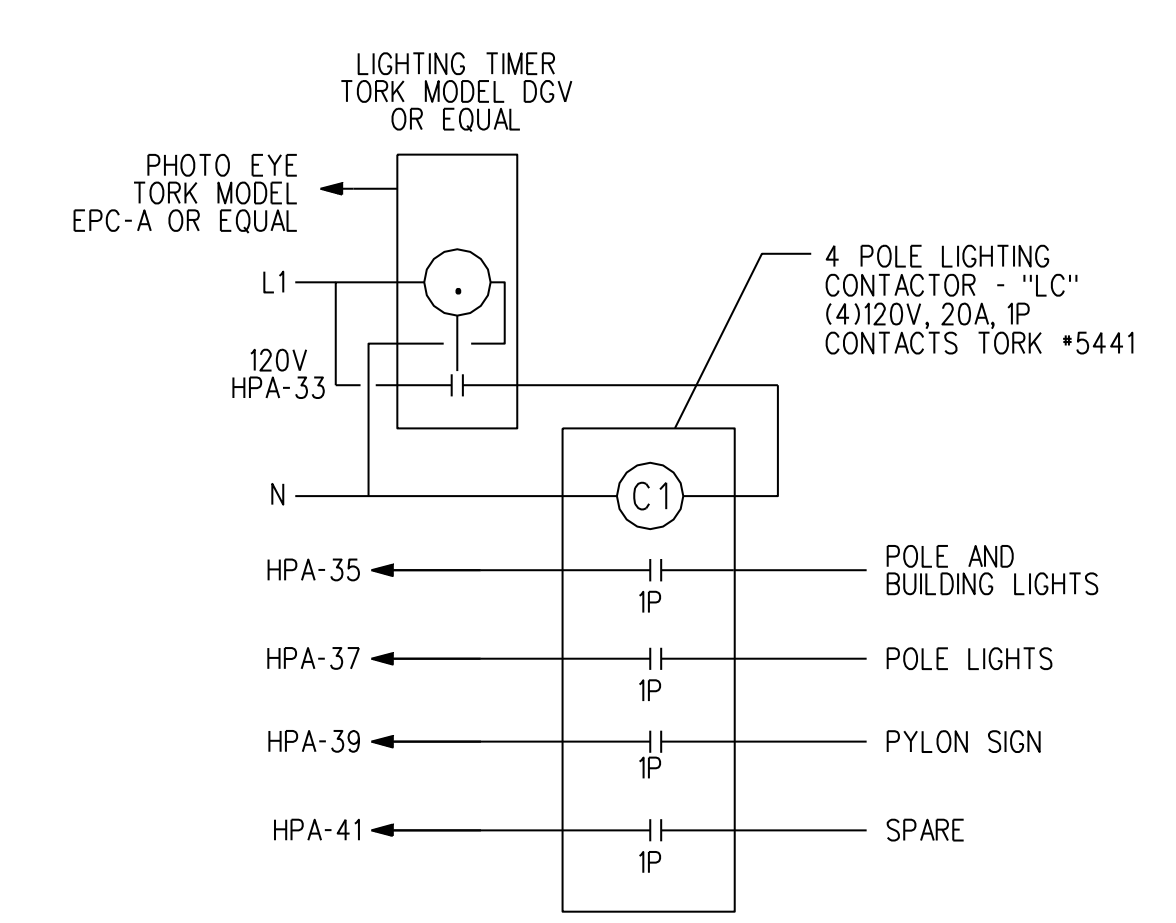 LIGHTING TIMER
TORK MODEL DGV
OR EQUAL
PHOTO EYE
TORK MODEL
EPC-A OR EQUAL
L1
4 POLE LIGHTING
CONTACTOR - "LC"
(4)120V, 20A, 1P
CONTACTS TORK *5441
120V
HPA-33
N
C1
HPA-35
1P
POLE AND
BUILDING LIGHTS
HPA-37
1P
POLE LIGHTS
HPA-39
1P
PYLON SIGN
HPA-41
1P
SPARE